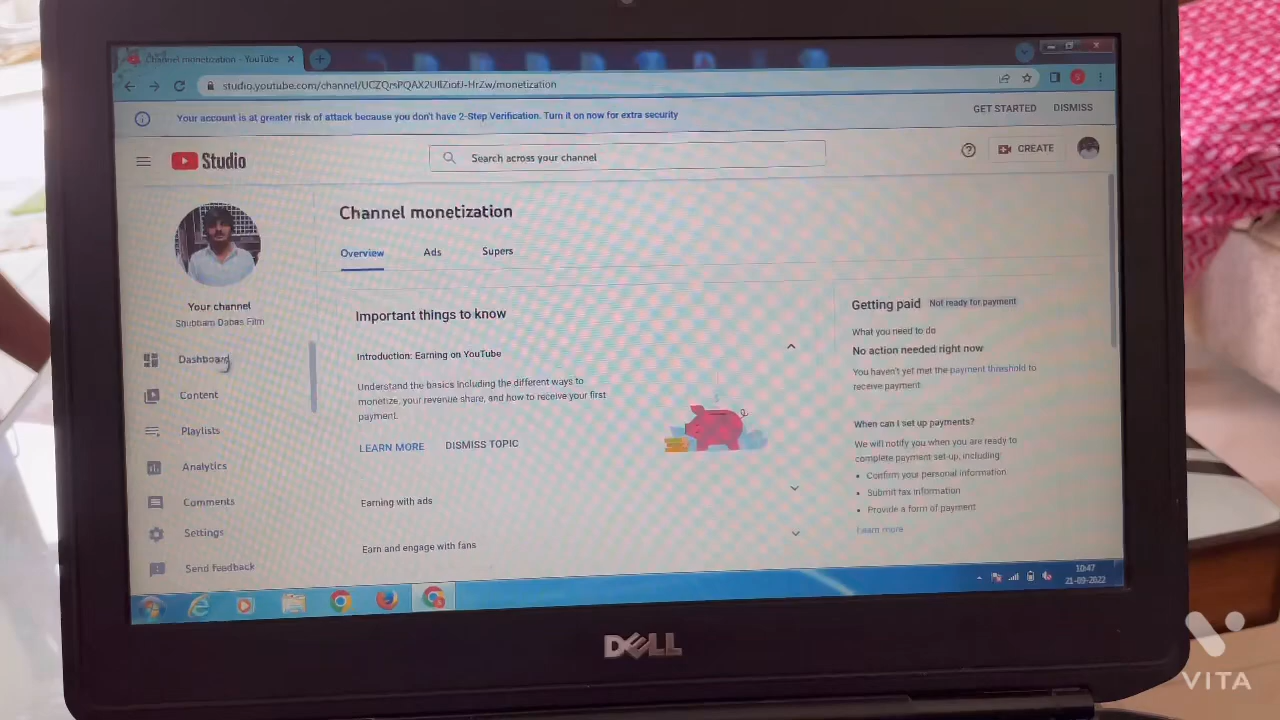 Channel monetization - YouTube
studio.youtube.com/channel/
/monetization
Your account is at greater risk of attack because you don't have 2-Step Verification. Turn it on now for extra security
GET STARTED
DISMISS
Studio
Search across your channel
CREATE
Your channel
Shubham Dabas Film
Dashboard
Content
Playlists
Analytics
Comments
Settings
Send feedback
Channel monetization
Overview
Ads
Supers
Important things to know
Introduction: Earning on YouTube
Understand the basics including the different ways to
monetize, your revenue share, and how to receive your first
payment.
LEARN MORE
DISMISS TOPIC
Earning with ads
Earn and engage with fans
Getting paid
Not ready for payment
What you need to do
No action needed right now
You haven't yet met the payment threshold to
receive payment
When can I set up payments?
We will notify you when you are ready to
complete payment set-up, including:
• Confirm your personal information
• Submit tax information
• Provide a form of payment
Learn more
10:47
21-09-2022
DELL
VITA